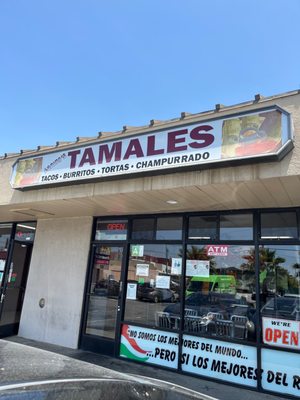 TAMALES
TACOS • BURRITOS • TORTAS • CHAMPURRADO
OPEN
ATM
WE'RE
OPEN
NO SOMOS LOS MEJORES DEL MUNDO..
...PERO SI LOS MEJORES DEL R